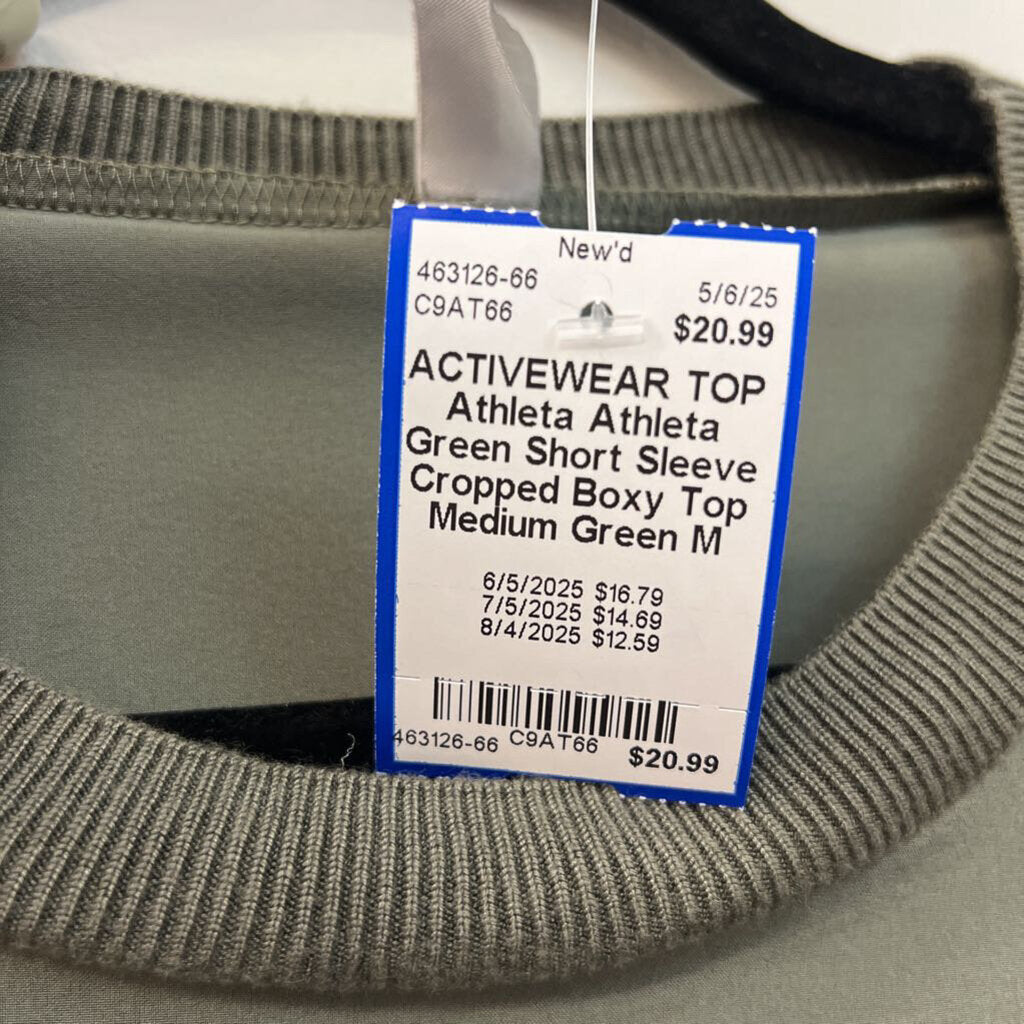 New'd
463126-66
5/6/25
C9AT66
$20.99
ACTIVEWEAR TOP
Athleta Athleta
Green Short Sleeve
Cropped Boxy Top
Medium Green M
6/5/2025 $16.79
7/5/2025 $14.69
8/4/2025 $12.59
463126-66 C9AT66 $20.99